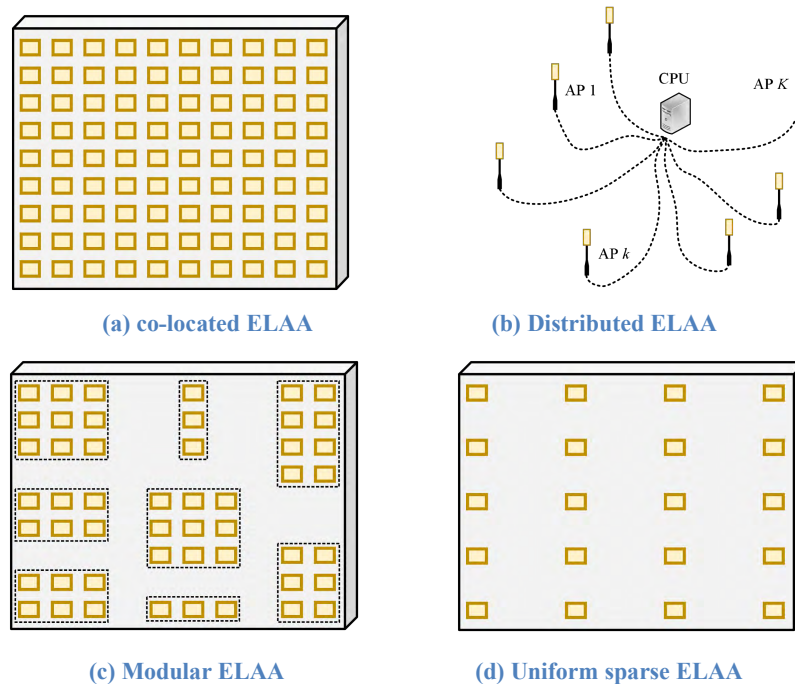 CPU
AP 1
AP K
AP k
(a) co-located ELAA
(b) Distributed ELAA
(c) Modular ELAA
(d) Uniform sparse ELAA